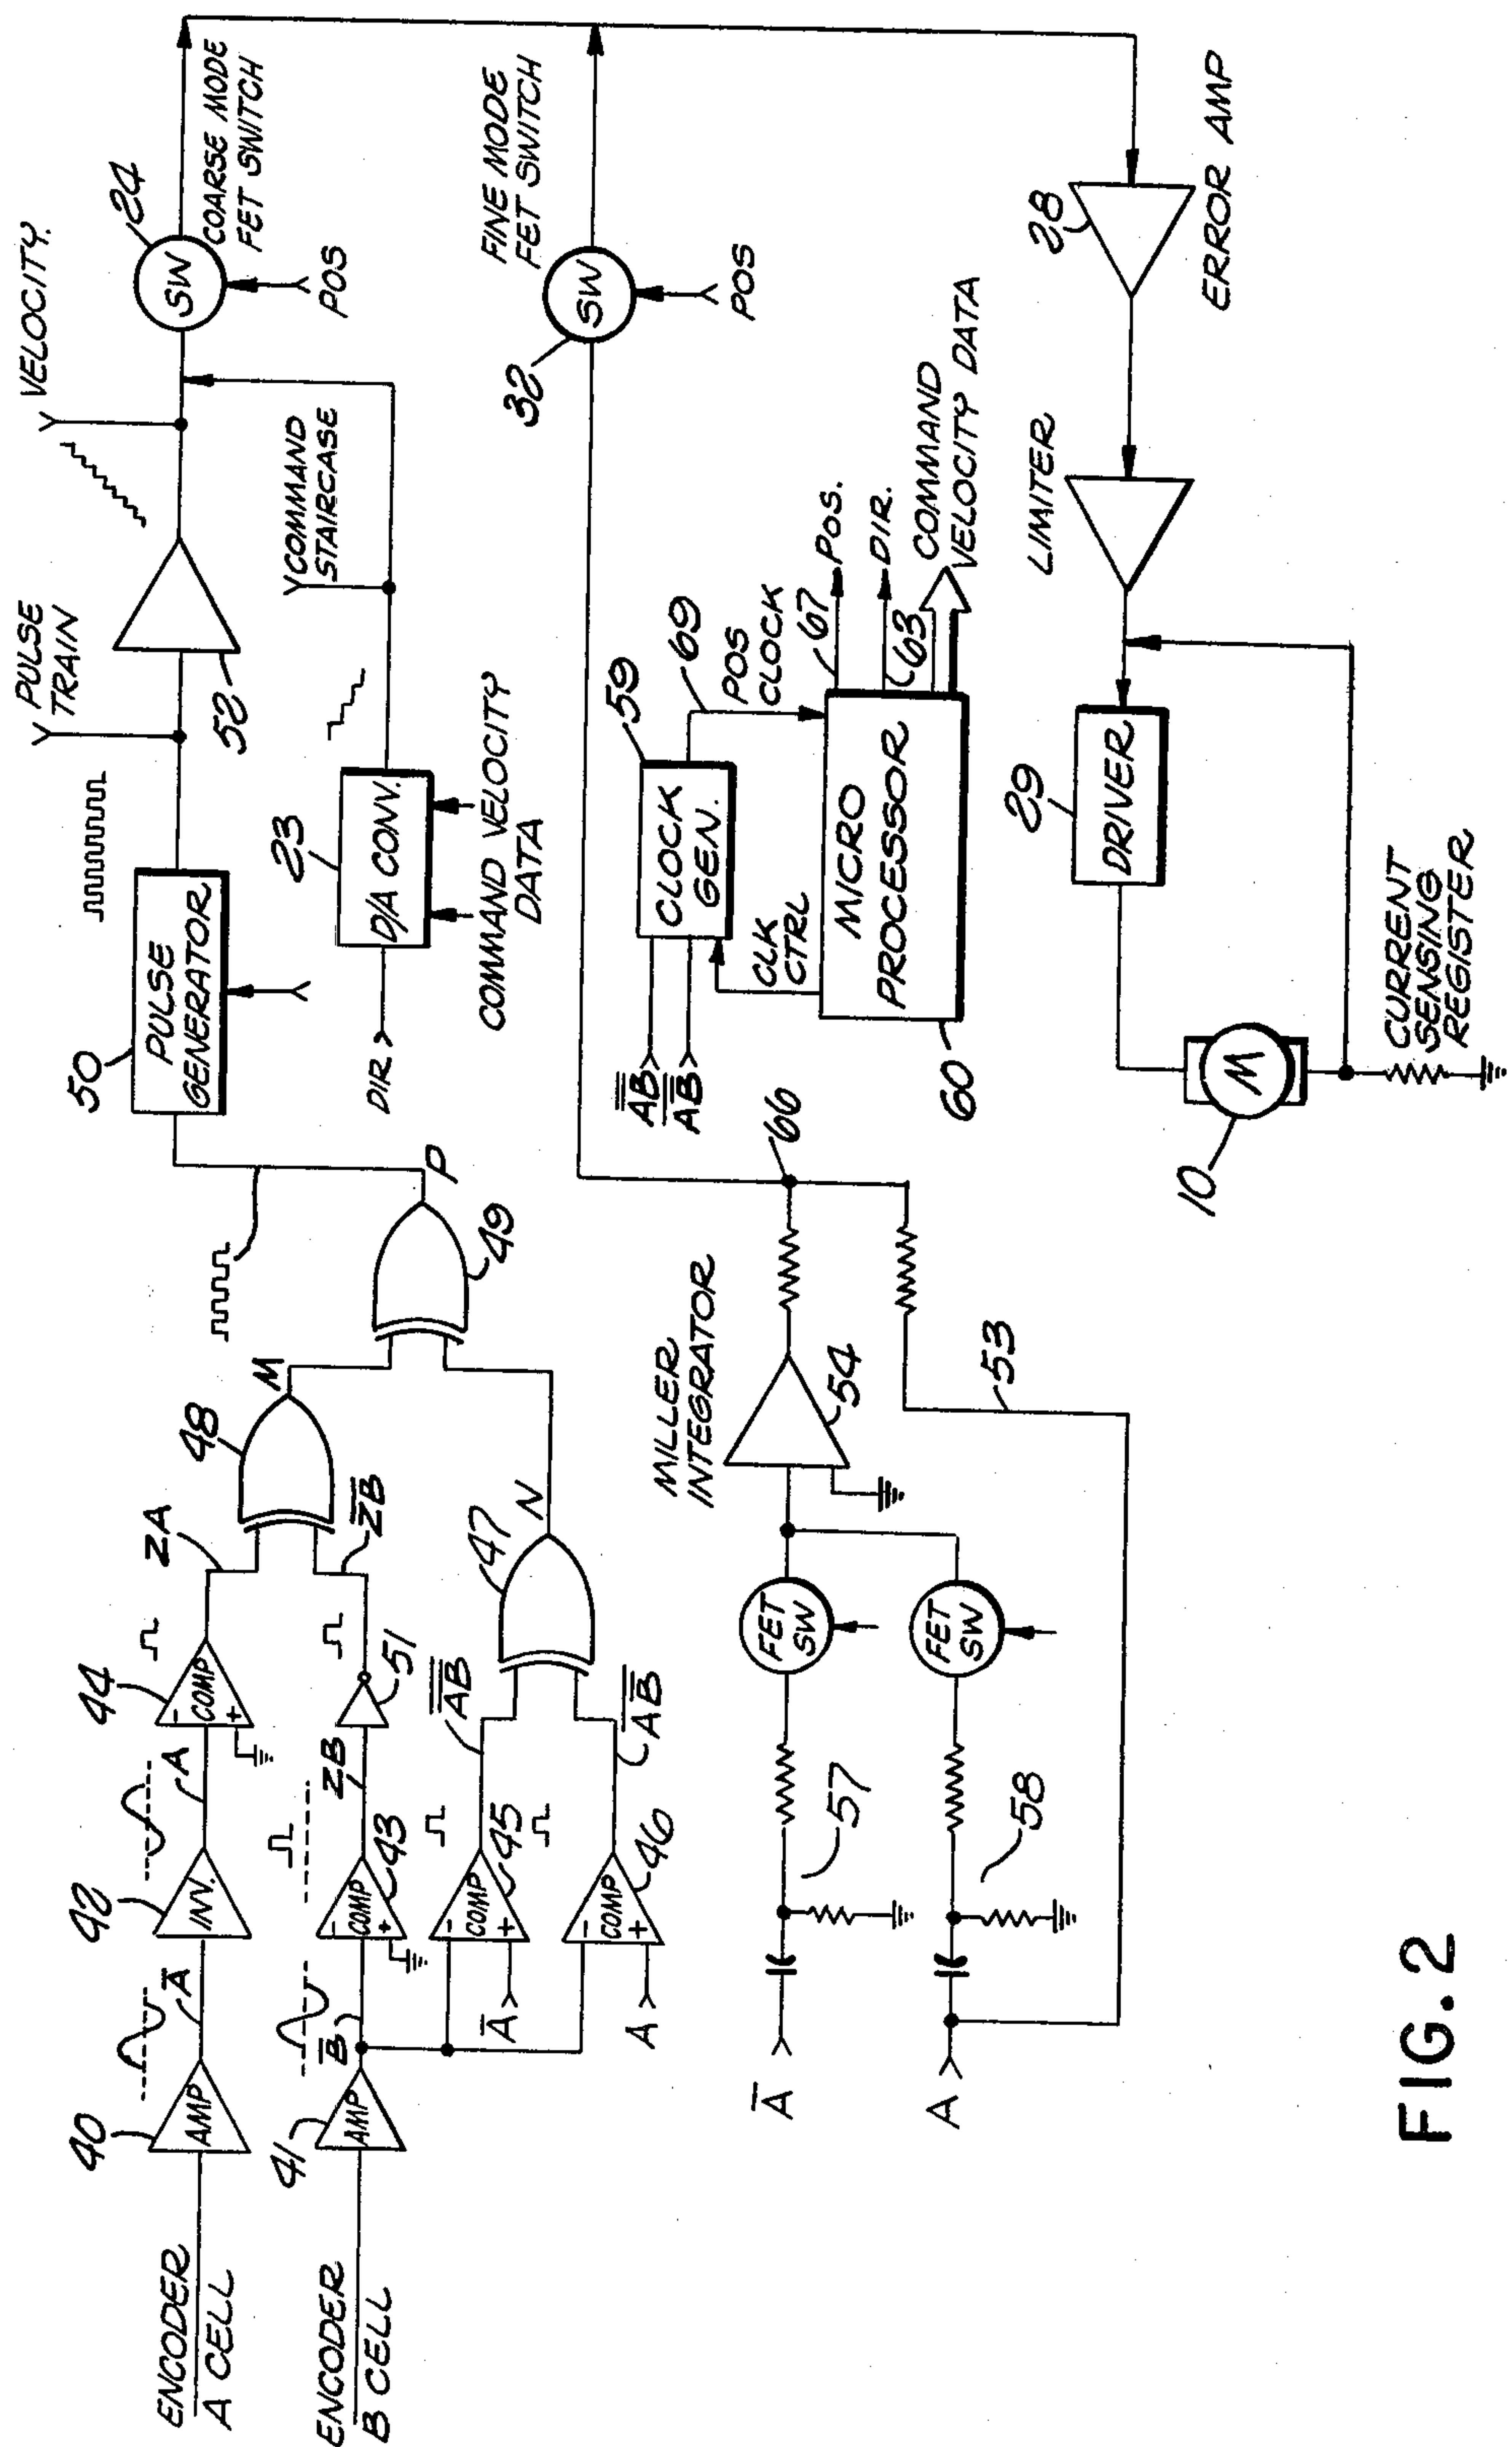 ENCODER
A CELL
40
AMP
A̅
42
INV.
A
44
- COMP +
ZA
48
M
ENCODER
B CELL
41
AMP
B̅
- COMP +
43
ZB
51
Z̅B̅
A̅
- COMP +
45
A̅B̅
A
- COMP +
46
A̅B̅
47
N
49
P
50
PULSE
GENERATOR
PULSE
TRAIN
52
VELOCITY.
24
SW
COARSE MODE
FET SWITCH
POS
DIR
23
D/A CONV.
COMMAND VELOCITY
DATA
COMMAND
STAIRCASE
32
SW
FINE MODE
FET SWITCH
POS
A̅
57
FET
SW
A
58
FET
SW
MILLER
INTEGRATOR
54
53
66
A̅B̅
A̅B̅
59
CLOCK
GEN.
69
POS
CLOCK
CLK
CTRL
60
MICRO
PROCESSOR
67
POS.
DIR.
63
COMMAND
VELOCITY DATA
28
ERROR AMP
LIMITER
29
DRIVER
10
M
CURRENT
SENSING
REGISTER
FIG. 2